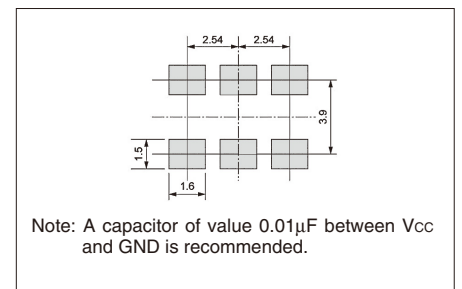 2.54 2.54
3.9
1.5
1.6
Note: A capacitor of value 0.01μF between Vcc
and GND is recommended.